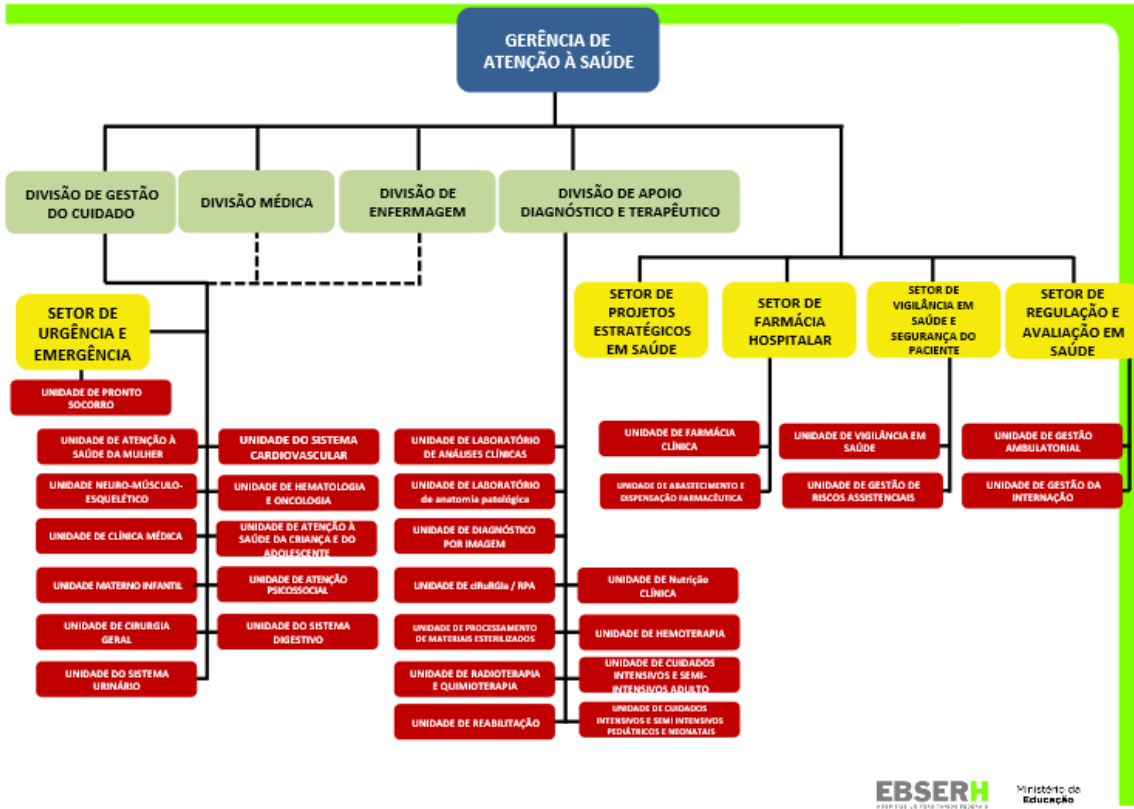 GERÊNCIA DE
ATENÇÃO À SAÚDE
DIVISÃO DE GESTÃO
DO CUIDADO
DIVISÃO MÉDICA
DIVISÃO DE
ENFERMAGEM
DIVISÃO DE APOIO
DIAGNÓSTICO E TERAPÊUTICO
SETOR DE
URGÊNCIA E
EMERGÊNCIA
SETOR DE
PROJETOS
ESTRATÉGICOS
EM SAÚDE
SETOR DE
FARMÁCIA
HOSPITALAR
SETOR DE
VIGILÂNCIA EM
SAÚDE E
SEGURANÇA DO
PACIENTE
SETOR DE
REGULAÇÃO E
AVALIAÇÃO EM
SAÚDE
UNIDADE DE PRONTO
SOCORRO
UNIDADE DE ATENÇÃO À
SAÚDE DA MULHER
UNIDADE DO SISTEMA
CARDIOVASCULAR
UNIDADE NEURO-MÚSCULO-
ESQUELÉTICO
UNIDADE DE HEMATOLOGIA
E ONCOLOGIA
UNIDADE DE CLÍNICA MÉDICA
UNIDADE DE ATENÇÃO À
SAÚDE DA CRIANÇA E DO
ADOLESCENTE
UNIDADE MATERNO INFANTIL
UNIDADE DE ATENÇÃO
PSICOSSOCIAL
UNIDADE DE CIRURGIA
GERAL
UNIDADE DO SISTEMA
DIGESTIVO
UNIDADE DO SISTEMA
URINÁRIO
UNIDADE DE LABORATÓRIO
DE ANÁLISES CLÍNICAS
UNIDADE DE LABORATÓRIO
de anatomia patológica
UNIDADE DE DIAGNÓSTICO
POR IMAGEM
UNIDADE DE cIRuRGIa / RPA
UNIDADE DE Nutrição
CLÍNICA
UNIDADE DE PROCESSAMENTO
DE MATERIAIS ESTERILIZADOS
UNIDADE DE HEMOTERAPIA
UNIDADE DE RADIOTERAPIA
E QUIMIOTERAPIA
UNIDADE DE CUIDADOS
INTENSIVOS E SEMI-
INTENSIVOS ADULTO
UNIDADE DE REABILITAÇÃO
UNIDADE DE CUIDADOS
INTENSIVOS E SEMI INTENSIVOS
PEDIÁTRICOS E NEONATAIS
UNIDADE DE FARMÁCIA
CLÍNICA
UNIDADE DE ABASTECIMENTO E
DISPENSAÇÃO FARMACÊUTICA
UNIDADE DE VIGILÂNCIA EM
SAÚDE
UNIDADE DE GESTÃO DE
RISCOS ASSISTENCIAIS
UNIDADE DE GESTÃO
AMBULATORIAL
UNIDADE DE GESTÃO DA
INTERNAÇÃO
EBSERH
HOSPITAIS UNIVERSITÁRIOS FEDERAIS
Ministério da
Educação